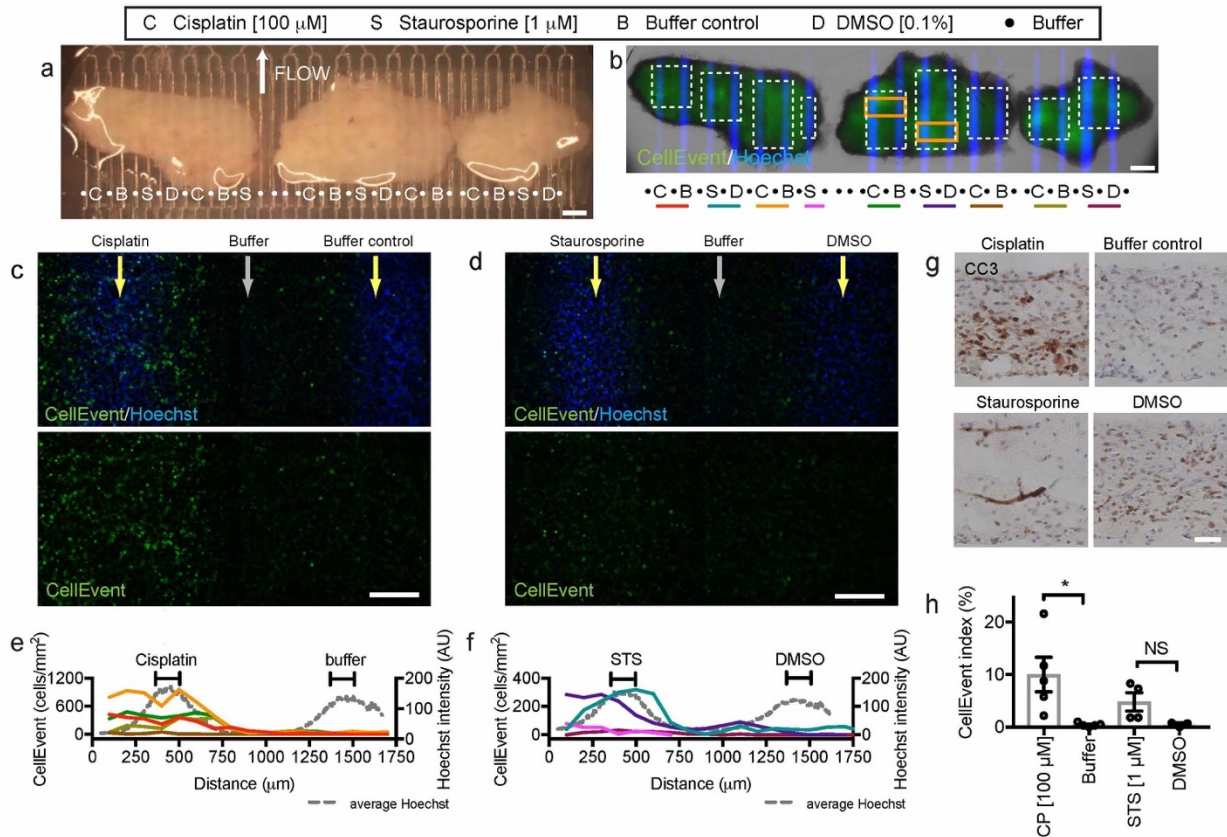 C Cisplatin [100 µM] S Staurosporine [1 µM] B Buffer control D DMSO [0.1%] • Buffer
a
FLOW
•C•B•S•D•C•B•S••••C•B•S•D•C•B••C•B•S•D•
b
CellEvent/Hoechst
•C•B•S•D•C•B•S••••C•B•S•D•C•B••C•B•S•D•
c
Cisplatin Buffer Buffer control
CellEvent/Hoechst
CellEvent
d
Staurosporine Buffer DMSO
CellEvent/Hoechst
CellEvent
g
Cisplatin Buffer control
CC3
Staurosporine DMSO
e
Cisplatin buffer
CellEvent (cells/mm²)
1200
600
0
Hoechst intensity (AU)
200
100
0
0 250 500 750 1000 1250 1500 1750
Distance (µm)
average Hoechst
f
STS DMSO
400
200
0
Hoechst intensity (AU)
200
100
0
CellEvent (cells/mm²)
0 250 500 750 1000 1250 1500 1750
Distance (µm)
average Hoechst
h
CellEvent index (%)
20
10
0
*
NS
CP [100 µM]
Buffer
STS [1 µM]
DMSO